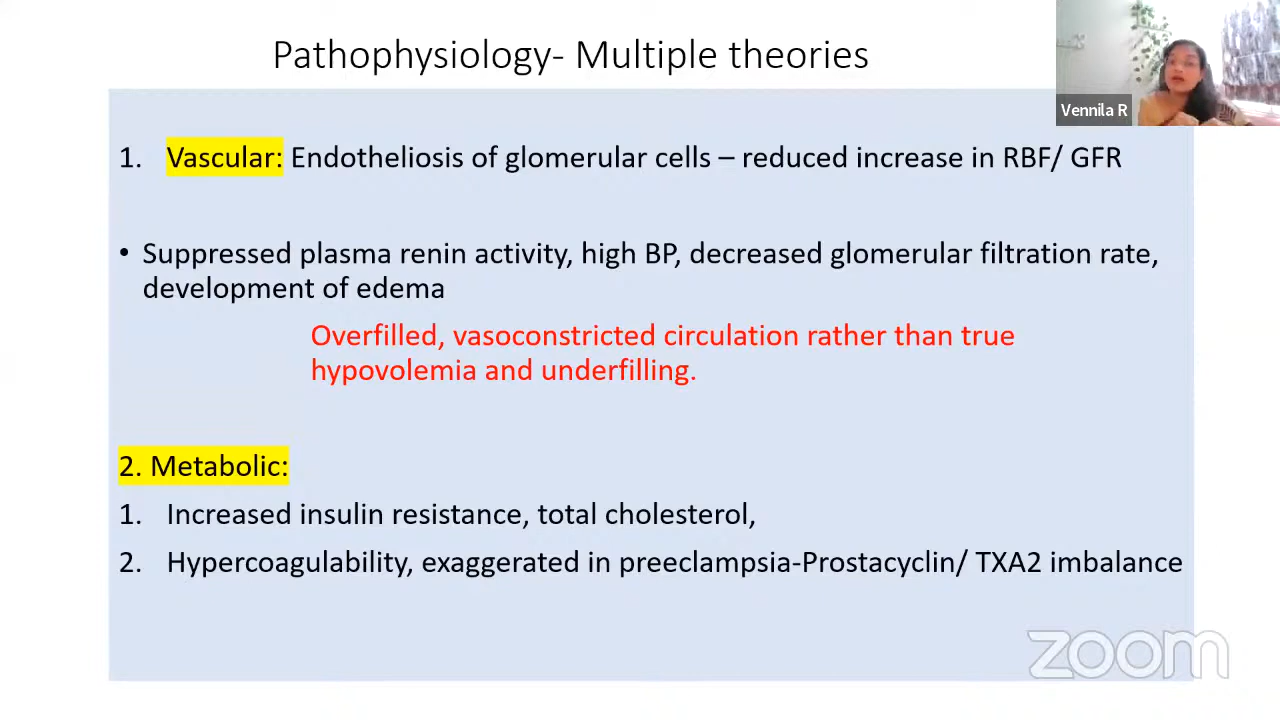 Pathophysiology- Multiple theories
Vennila R
1. Vascular: Endotheliosis of glomerular cells – reduced increase in RBF/ GFR
• Suppressed plasma renin activity, high BP, decreased glomerular filtration rate,
development of edema
Overfilled, vasoconstricted circulation rather than true
hypovolemia and underfilling.
2. Metabolic:
1. Increased insulin resistance, total cholesterol,
2. Hypercoagulability, exaggerated in preeclampsia-Prostacyclin/ TXA2 imbalance
zoom